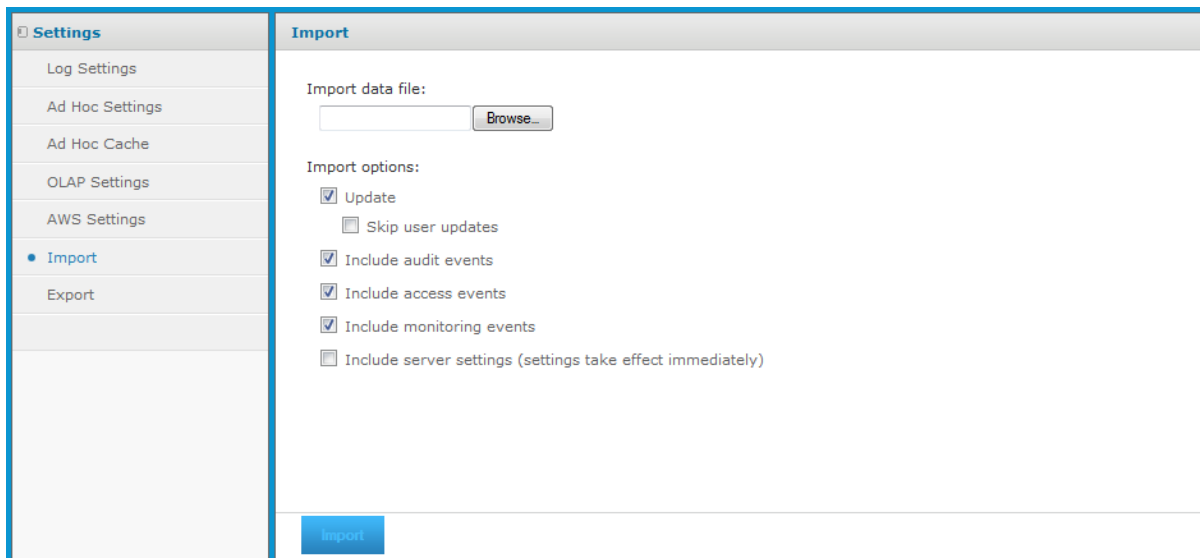 Settings
Log Settings
Ad Hoc Settings
Ad Hoc Cache
OLAP Settings
AWS Settings
Import
Export
Import
Import data file:
Browse...
Import options:
Update
Skip user updates
Include audit events
Include access events
Include monitoring events
Include server settings (settings take effect immediately)
Import